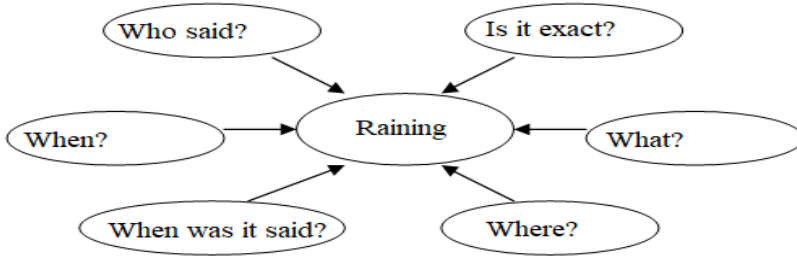 Who said?
Is it exact?
When?
Raining
What?
When was it said?
Where?